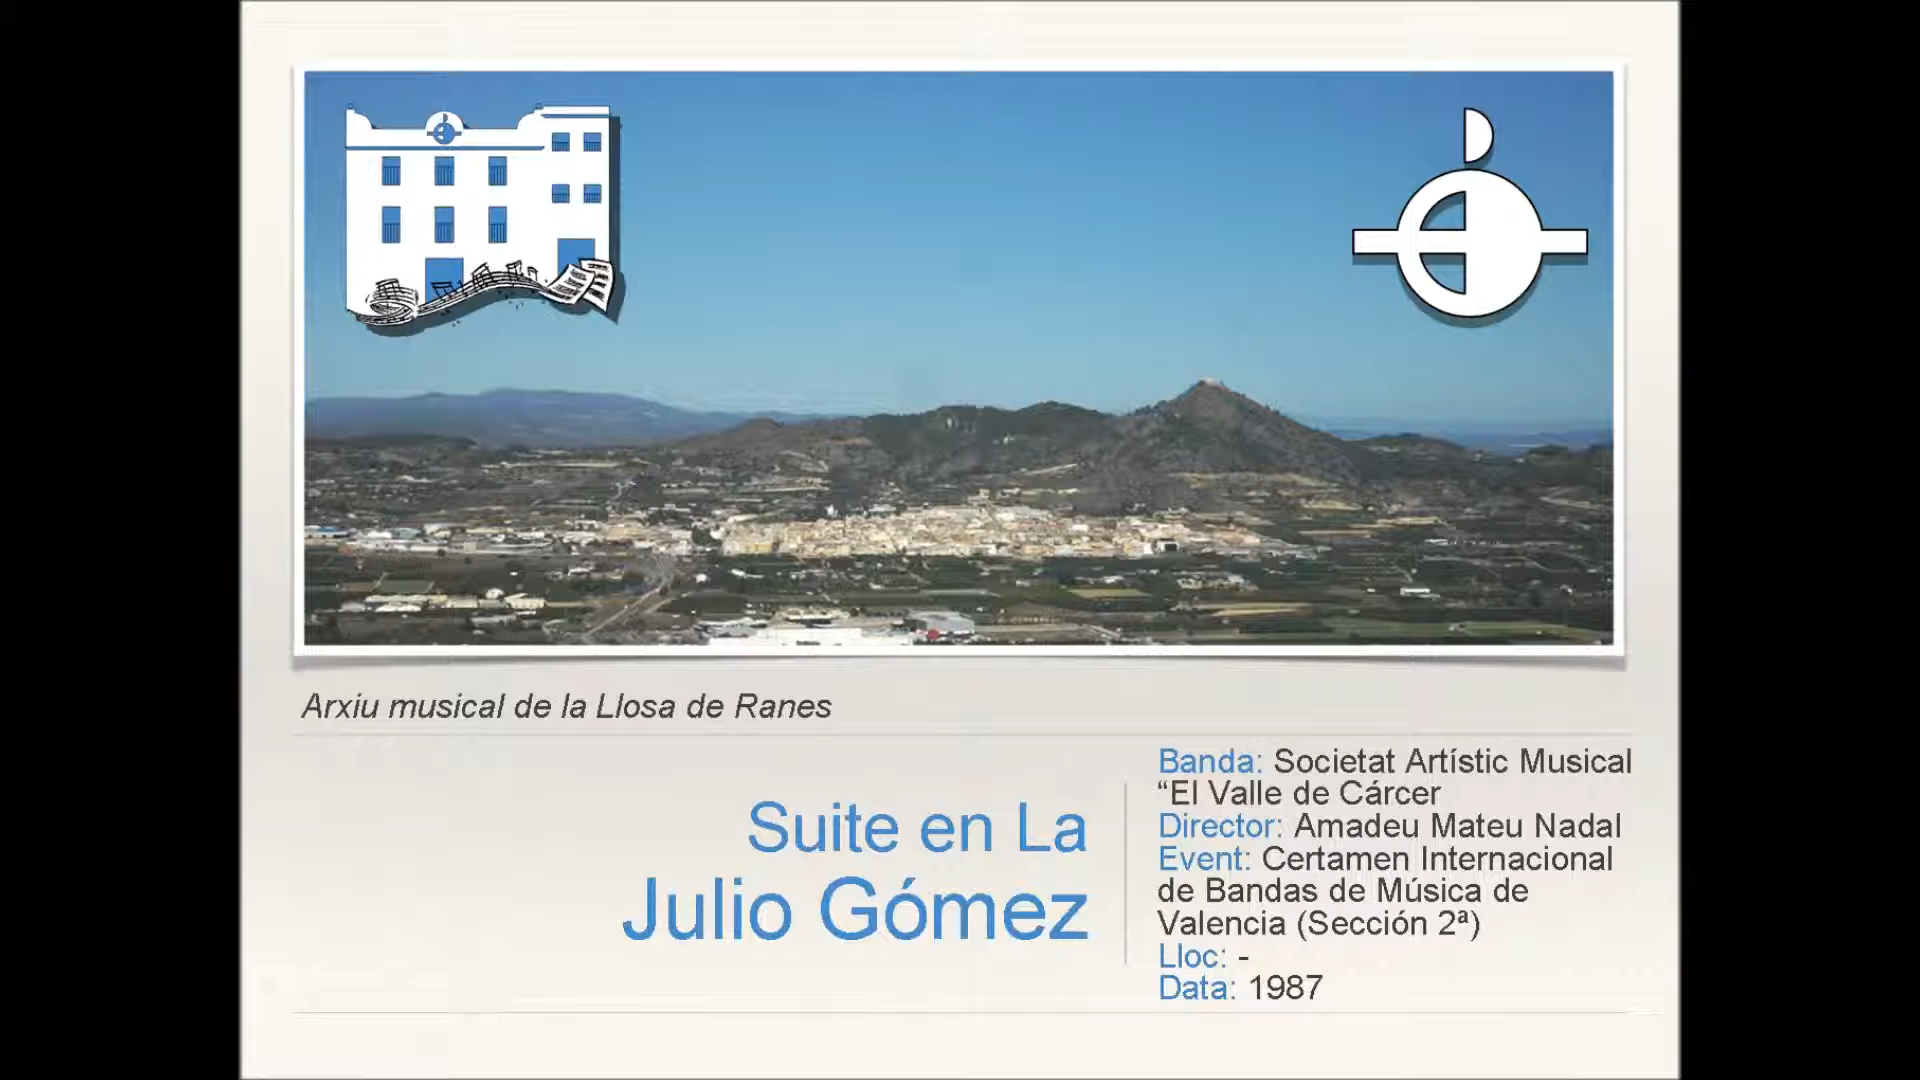 Arxiu musical de la Llosa de Ranes
Suite en La
Julio Gómez
Banda: Societat Artístic Musical
“El Valle de Cárcer
Director: Amadeu Mateu Nadal
Event: Certamen Internacional
de Bandas de Música de
Valencia (Sección 2ª)
Lloc: -
Data: 1987